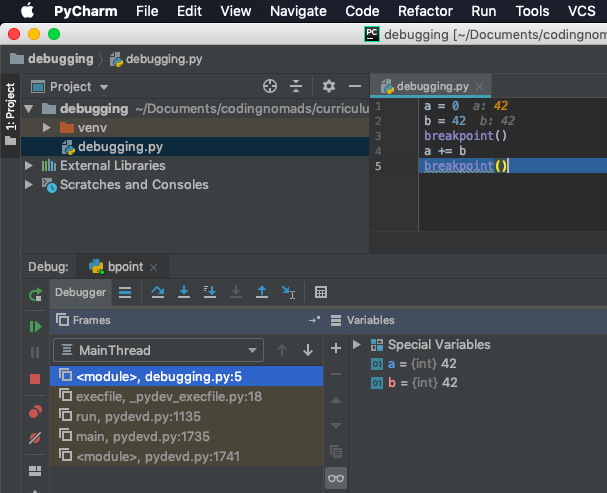 PyCharm File Edit View Navigate Code Refactor Run Tools VCS
debugging [~/Documents/codingnom
debugging debugging.py
1: Project
Project
debugging.py
debugging ~/Documents/codingnomads/curriculu
venv
debugging.py
External Libraries
Scratches and Consoles
1 a = 0 a: 42
2 b = 42 b: 42
3 breakpoint()
4 a += b
5 breakpoint()
Debug: bpoint
Debugger
Frames
Variables
MainThread
<module>, debugging.py:5
execfile, _pydev_execfile.py:18
run, pydevd.py:1135
main, pydevd.py:1735
<module>, pydevd.py:1741
Special Variables
01 a = {int} 42
01 b = {int} 42